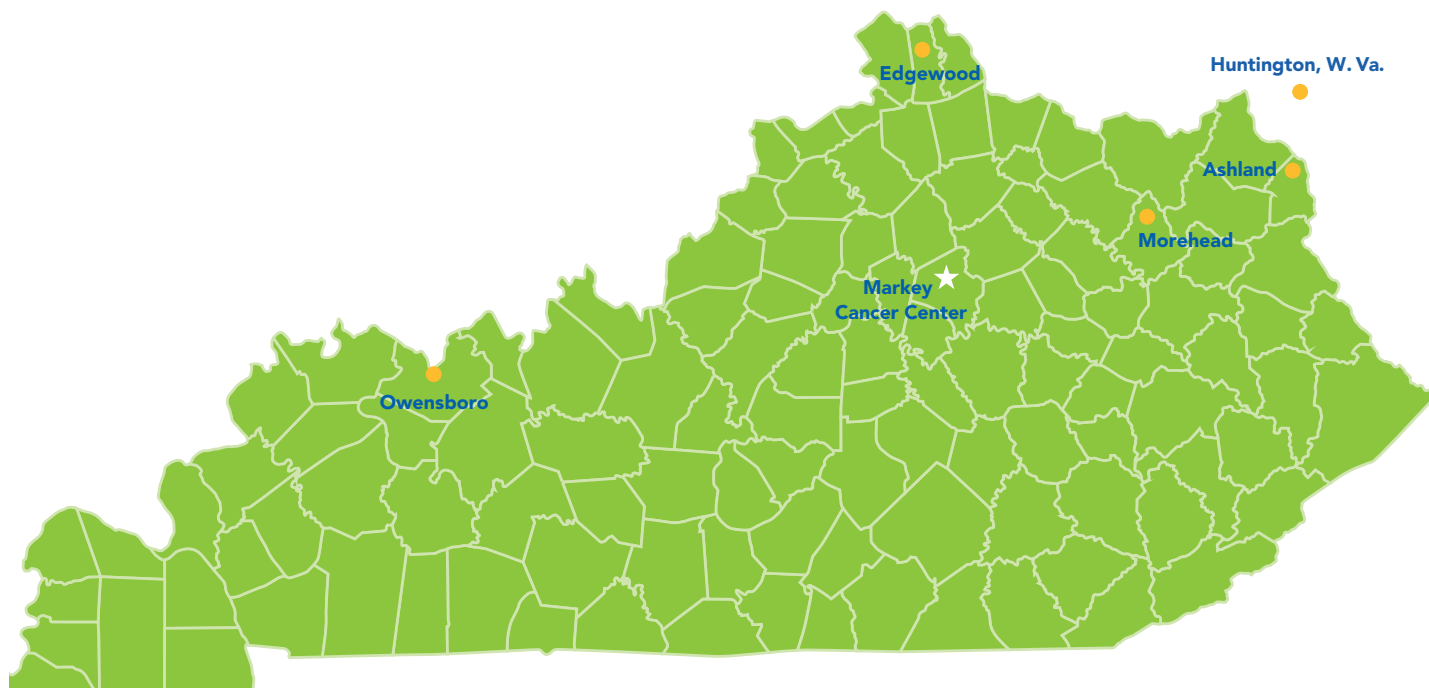 Huntington, W. Va.
Edgewood
Ashland
Morehead
Markey
Cancer Center
Owensboro